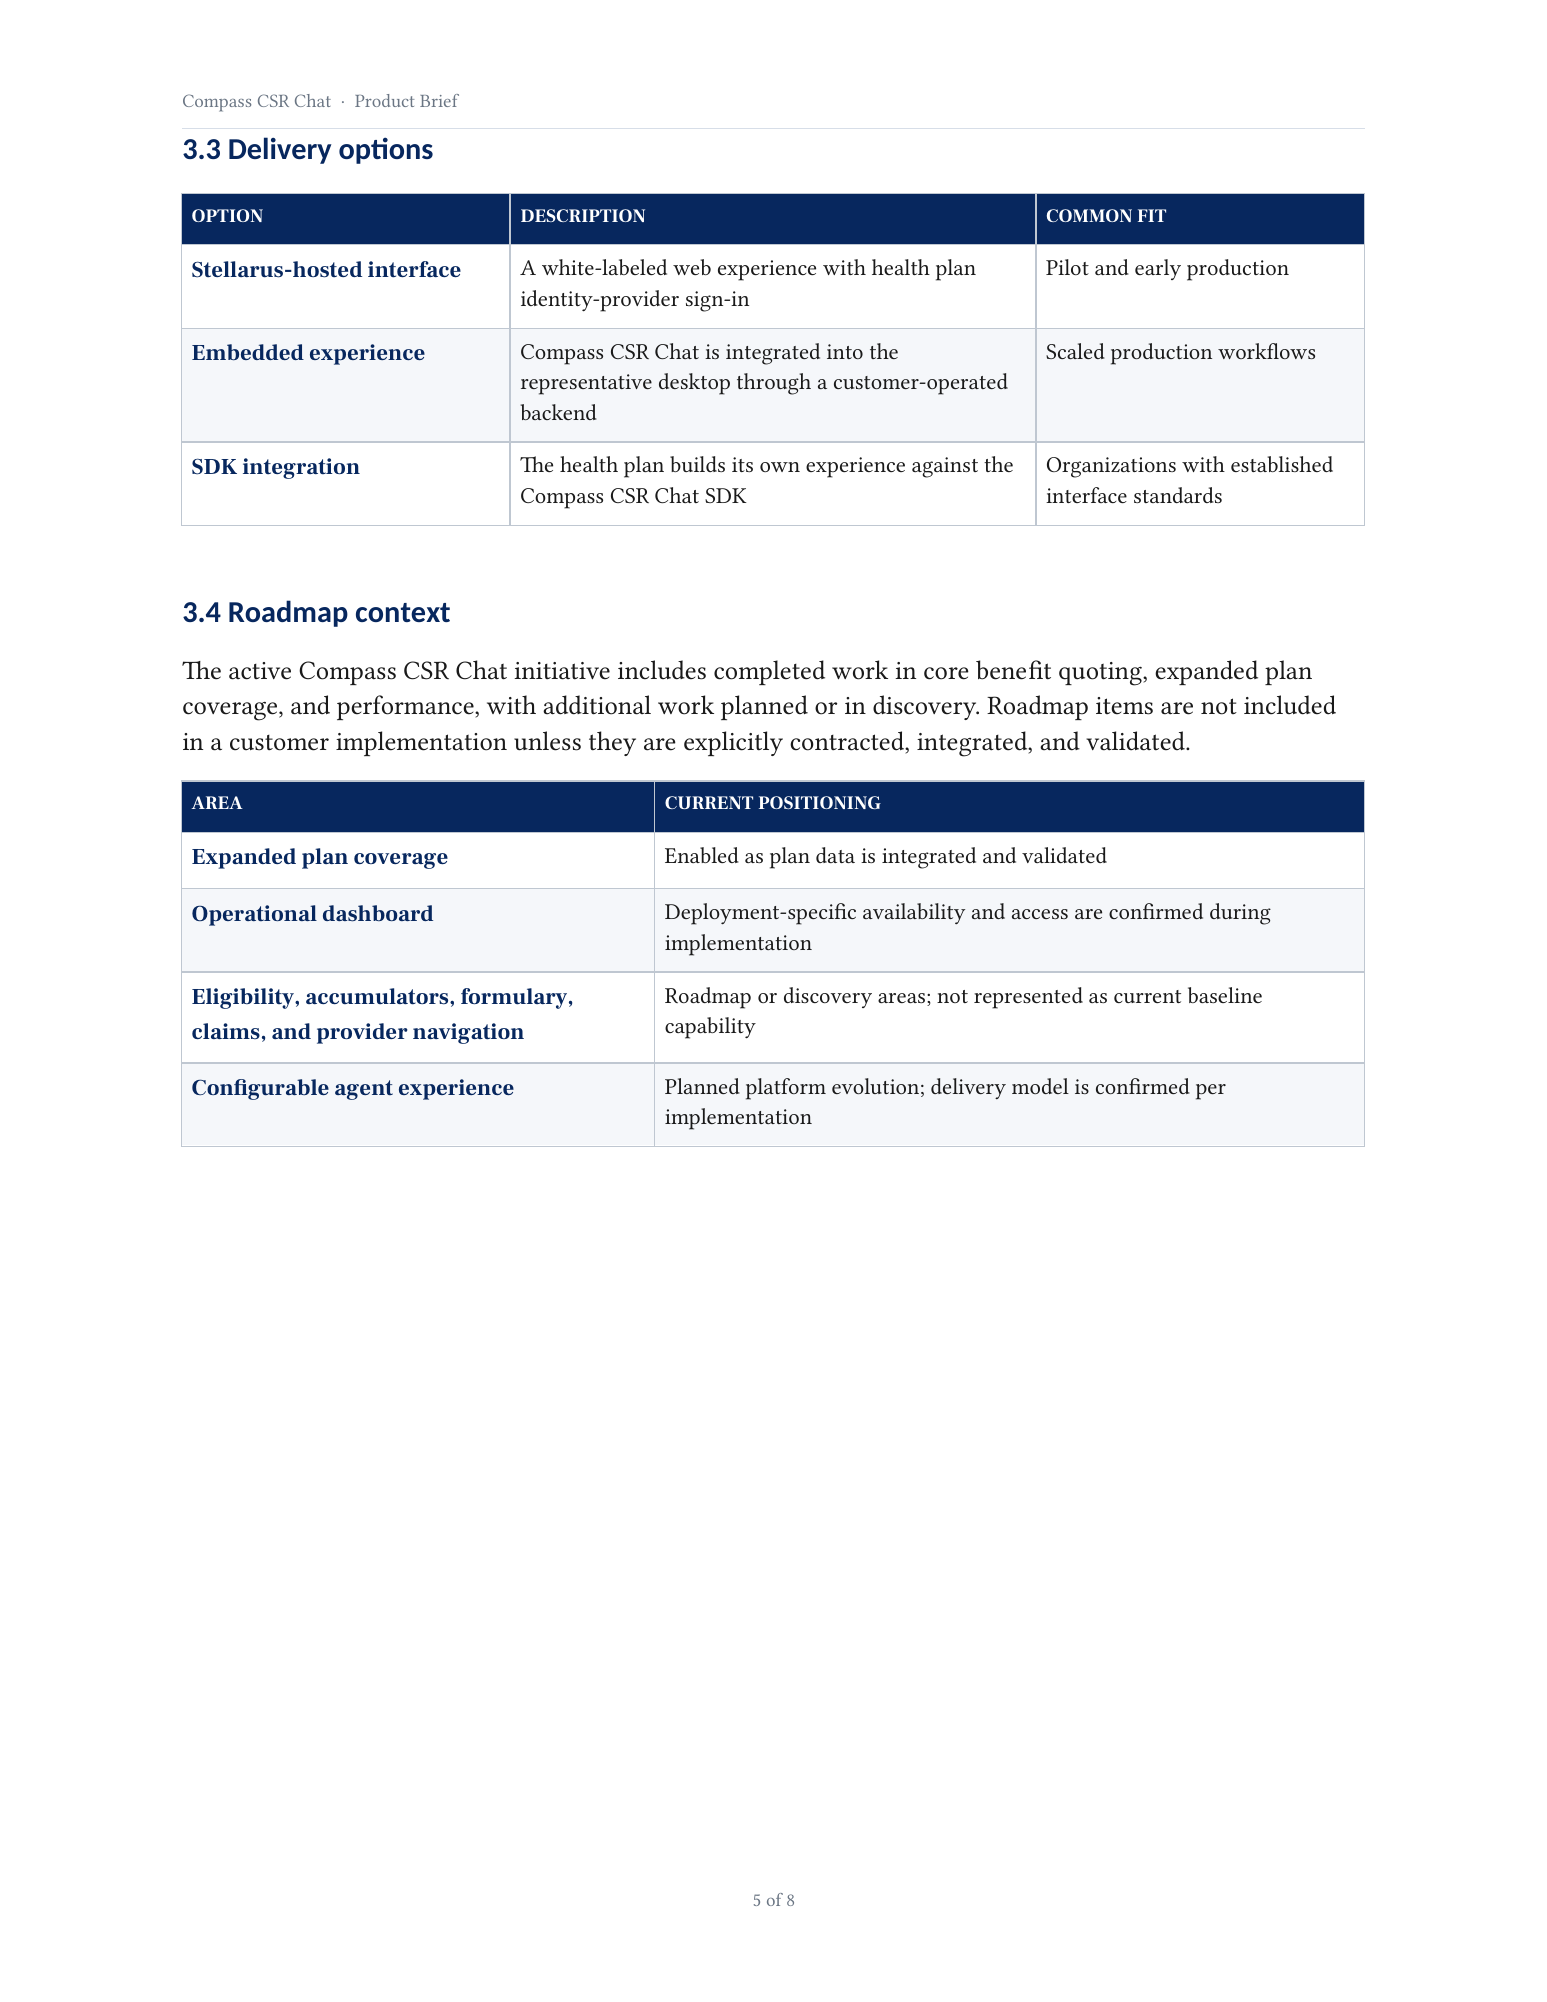 Compass CSR Chat · Product Brief
3.3 Delivery options
OPTION DESCRIPTION COMMON FIT
Stellarus-hosted interface A white-labeled web experience with health plan Pilot and early production
identity-provider sign-in
Embedded experience Compass CSR Chat is integrated into the Scaled production workflows
representative desktop through a customer-operated
backend
SDK integration The health plan builds its own experience against the Organizations with established
Compass CSR Chat SDK interface standards
3.4 Roadmap context
The active Compass CSR Chat initiative includes completed work in core benefit quoting, expanded plan
coverage, and performance, with additional work planned or in discovery. Roadmap items are not included
in a customer implementation unless they are explicitly contracted, integrated, and validated.
AREA CURRENT POSITIONING
Expanded plan coverage Enabled as plan data is integrated and validated
Operational dashboard Deployment-specific availability and access are confirmed during
implementation
Eligibility, accumulators, formulary, Roadmap or discovery areas; not represented as current baseline
claims, and provider navigation capability
Configurable agent experience Planned platform evolution; delivery model is confirmed per
implementation
5 of 8